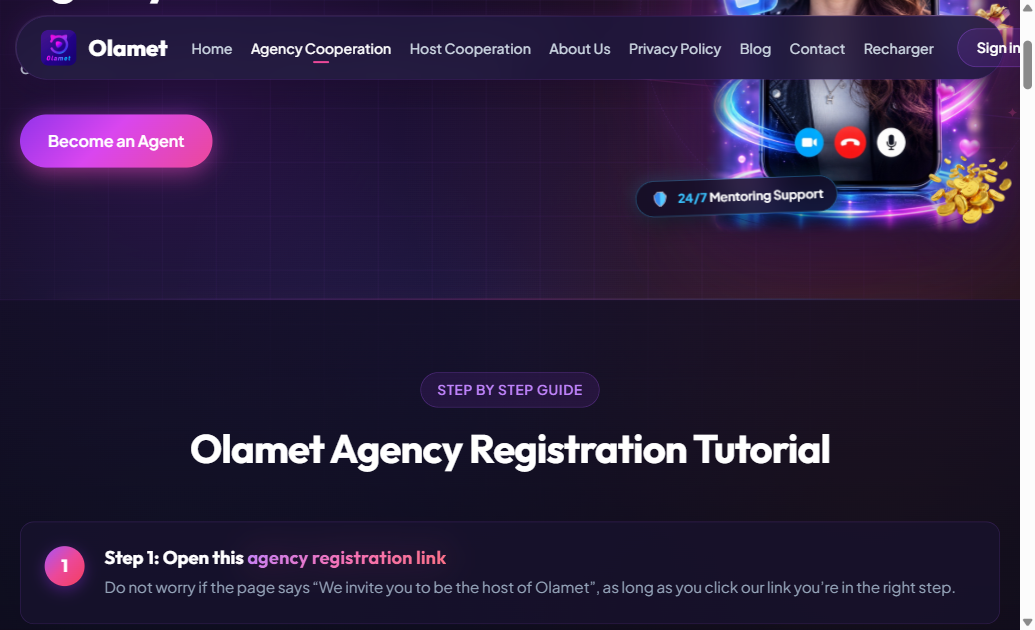 Olamet
Olamet
Home
Agency Cooperation
Host Cooperation
About Us
Privacy Policy
Blog
Contact
Recharger
Sign in
Become an Agent
24/7 Mentoring Support
STEP BY STEP GUIDE
Olamet Agency Registration Tutorial
1
Step 1: Open this agency registration link
Do not worry if the page says “We invite you to be the host of Olamet”, as long as you click our link you’re in the right step.